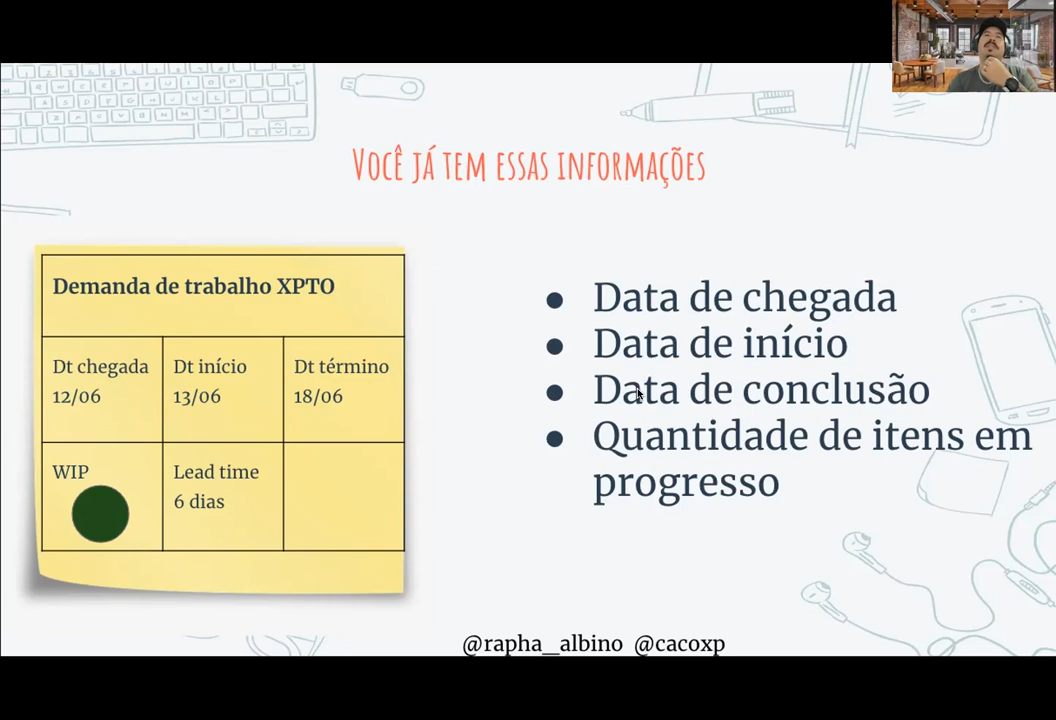 Você já tem essas informações
Demanda de trabalho XPTO
Dt chegada
12/06
Dt início
13/06
Dt término
18/06
WIP
Lead time
6 dias
● Data de chegada
● Data de início
● Data de conclusão
● Quantidade de itens em
progresso
@rapha_albino @cacoxp